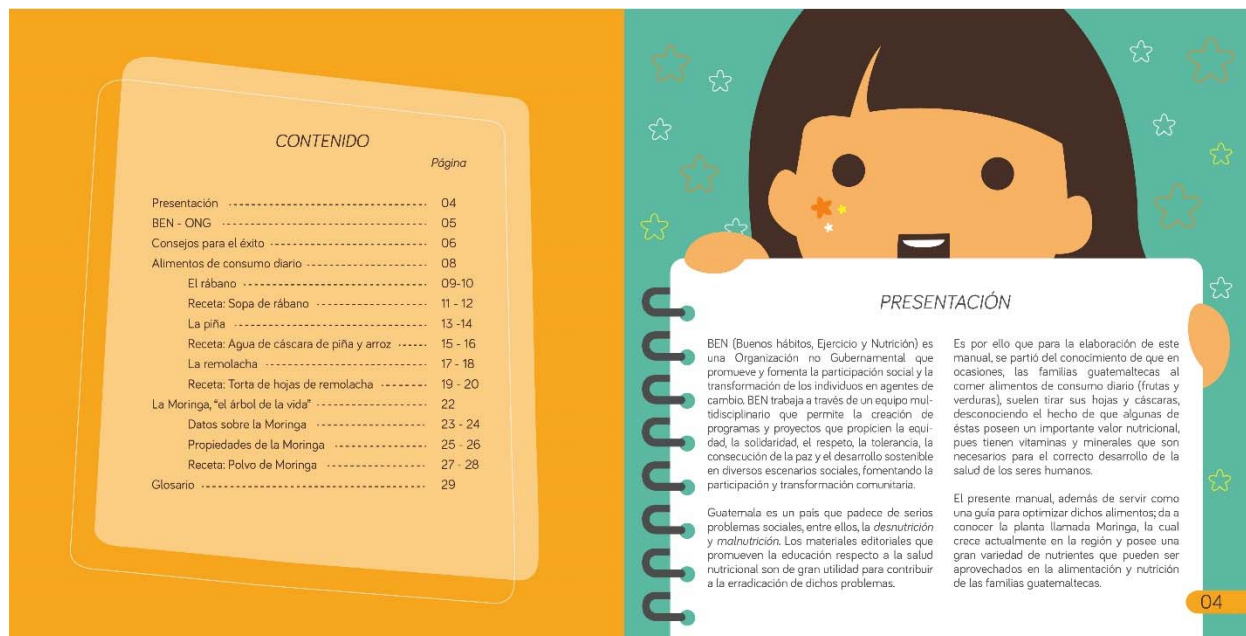 CONTENIDO
Página
Presentación ---------------------------- 04
BEN - ONG ------------------------------ 05
Consejos para el éxito -------------------- 06
Alimentos de consumo diario --------------- 08
El rábano ------------------------- 09-10
Receta: Sopa de rábano ------------- 11 - 12
La piña --------------------------- 13 -14
Receta: Agua de cáscara de piña y arroz ----- 15 - 16
La remolacha ---------------------- 17 - 18
Receta: Torta de hojas de remolacha ------- 19 - 20
La Moringa, "el árbol de la vida" ------------- 22
Datos sobre la Moringa -------------- 23 - 24
Propiedades de la Moringa ----------- 25 - 26
Receta: Polvo de Moringa ------------ 27 - 28
Glosario -------------------------------- 29
PRESENTACIÓN
BEN (Buenos hábitos, Ejercicio y Nutrición) es
una Organización no Gubernamental que
promueve y fomenta la participación social y la
transformación de los individuos en agentes de
cambio. BEN trabaja a través de un equipo mul-
tidisciplinario que permite la creación de
programas y proyectos que propicien la equi-
dad, la solidaridad, el respeto, la tolerancia, la
consecución de la paz y el desarrollo sostenible
en diversos escenarios sociales, fomentando la
participación y transformación comunitaria.
Guatemala es un país que padece de serios
problemas sociales, entre ellos, la desnutrición
y malnutrición. Los materiales editoriales que
promueven la educación respecto a la salud
nutricional son de gran utilidad para contribuir
a la erradicación de dichos problemas.
Es por ello que para la elaboración de este
manual, se partió del conocimiento de que en
ocasiones, las familias guatemaltecas al
comer alimentos de consumo diario (frutas y
verduras), suelen tirar sus hojas y cáscaras,
desconociendo el hecho de que algunas de
éstas poseen un importante valor nutricional,
pues tienen vitaminas y minerales que son
necesarios para el correcto desarrollo de la
salud de los seres humanos.
El presente manual, además de servir como
una guía para optimizar dichos alimentos; da a
conocer la planta llamada Moringa, la cual
crece actualmente en la región y posee una
gran variedad de nutrientes que pueden ser
aprovechados en la alimentación y nutrición
de las familias guatemaltecas.
04